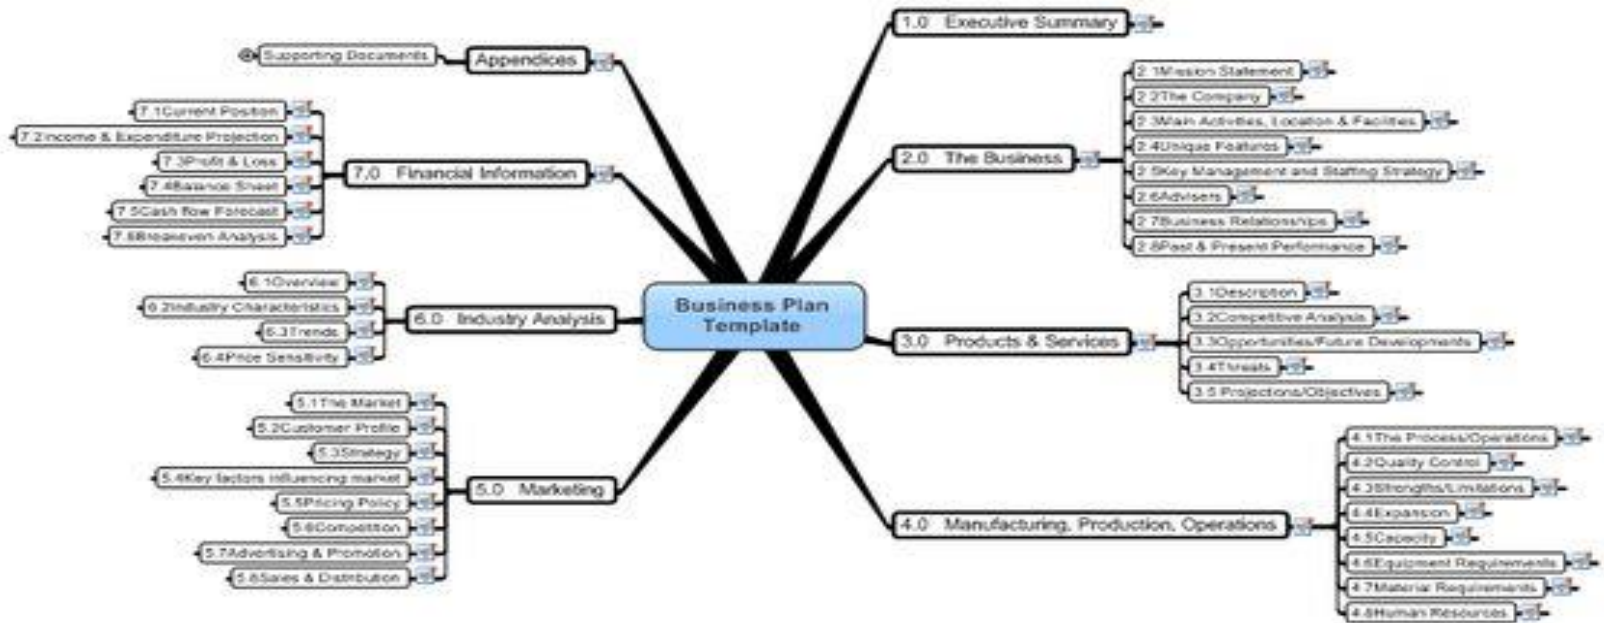 Business Plan
Template
1.0 Executive Summary
2.0 The Business
2.1Mission Statement
2.2The Company
2.3Main Activities, Location & Facilities
2.4Unique Features
2.5Key Management and Staffing Strategy
2.6Advisers
2.7Business Relationships
2.8Past & Present Performance
3.0 Products & Services
3.1Description
3.2Competitive Analysis
3.3Opportunities/Future Developments
3.4Threats
3.5 Projections/Objectives
4.0 Manufacturing, Production, Operations
4.1The Process/Operations
4.2Quality Control
4.3Strengths/Limitations
4.4Expansion
4.5Capacity
4.6Equipment Requirements
4.7Material Requirements
4.8Human Resources
5.0 Marketing
5.1The Market
5.2Customer Profile
5.3Strategy
5.4Key factors influencing market
5.5Pricing Policy
5.6Competition
5.7Advertising & Promotion
5.8Sales & Distribution
6.0 Industry Analysis
6.1Overview
6.2Industry Characteristics
6.3Trends
6.4Price Sensitivity
7.0 Financial Information
7.1Current Position
7.2Income & Expenditure Projection
7.3Profit & Loss
7.4Balance Sheet
7.5Cash flow Forecast
7.6Breakeven Analysis
Appendices
Supporting Documents